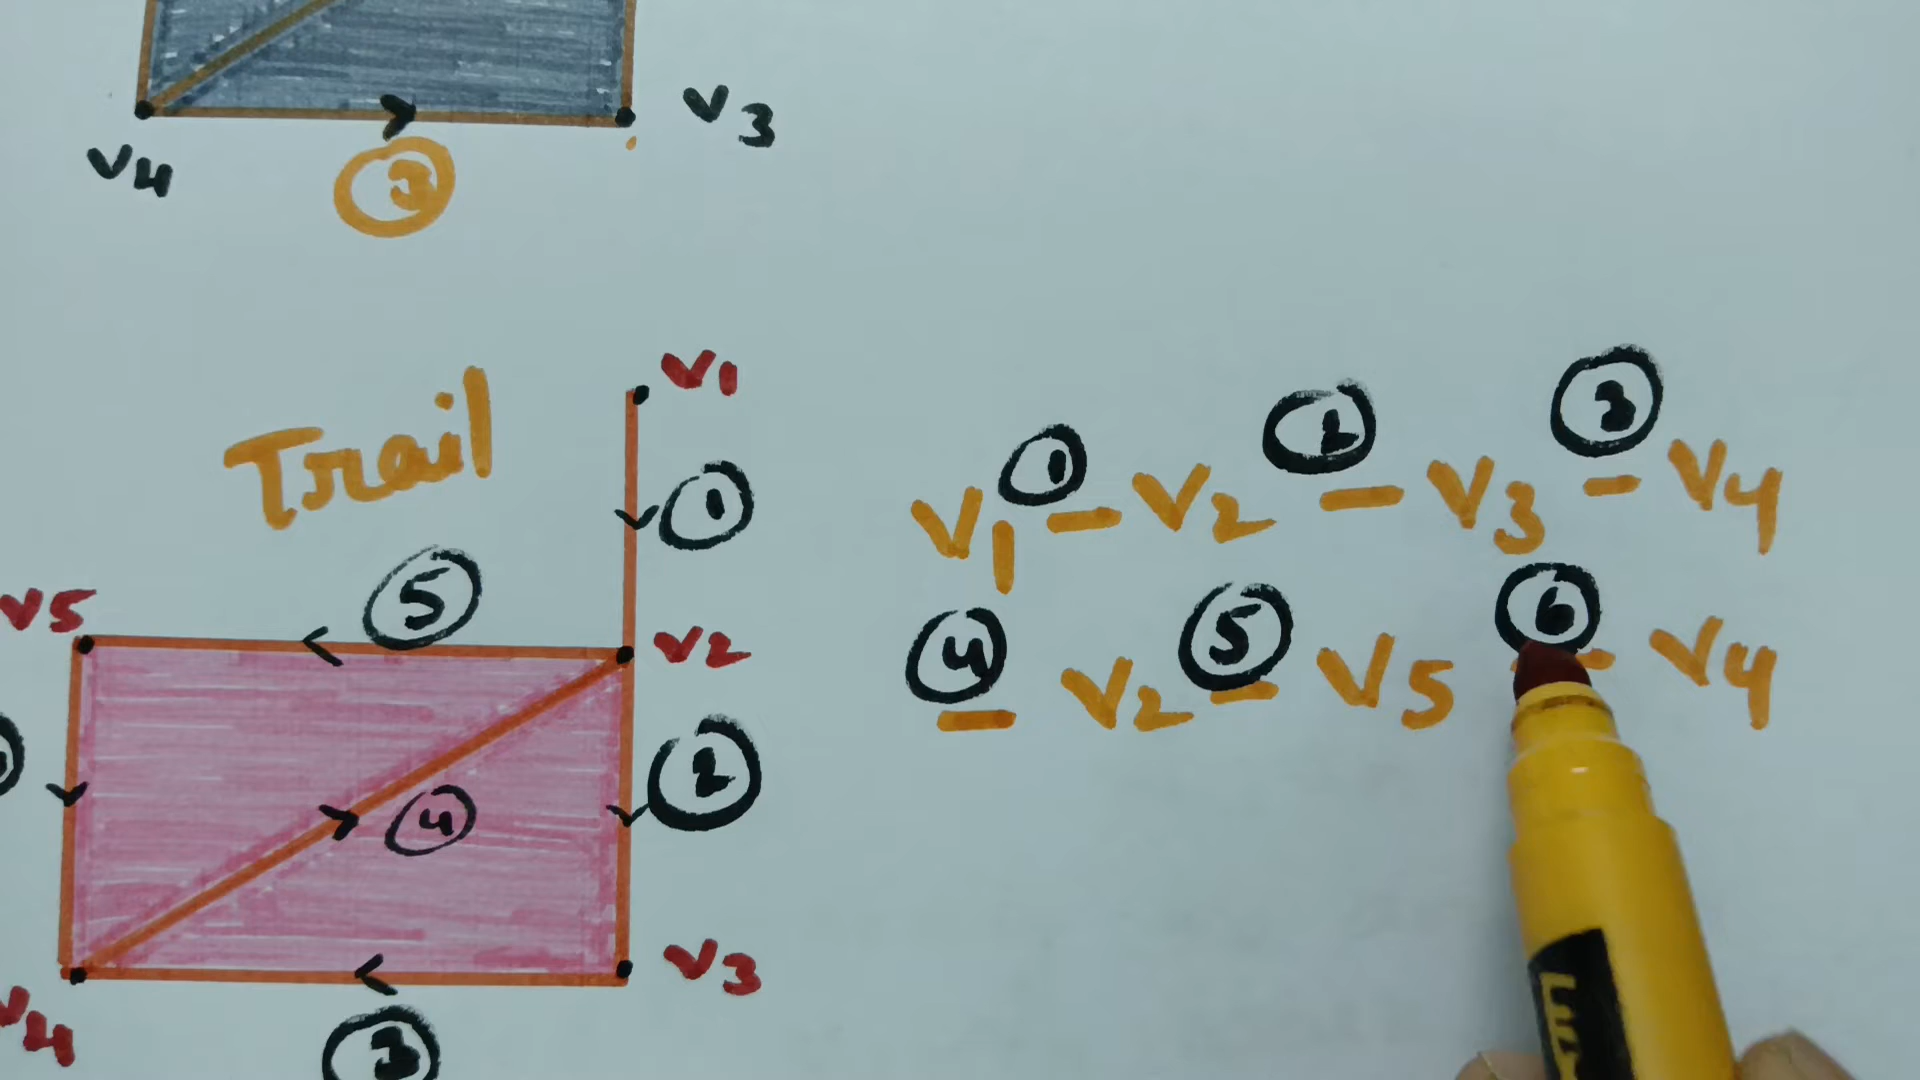 V3
V4
3
V1
Trail
1
V5
5
V2
4
2
V3
V4
3
V1 ① - V2 ② - V3 ③ - V4
④ - V2 ⑤ - V5 ⑥ - V4